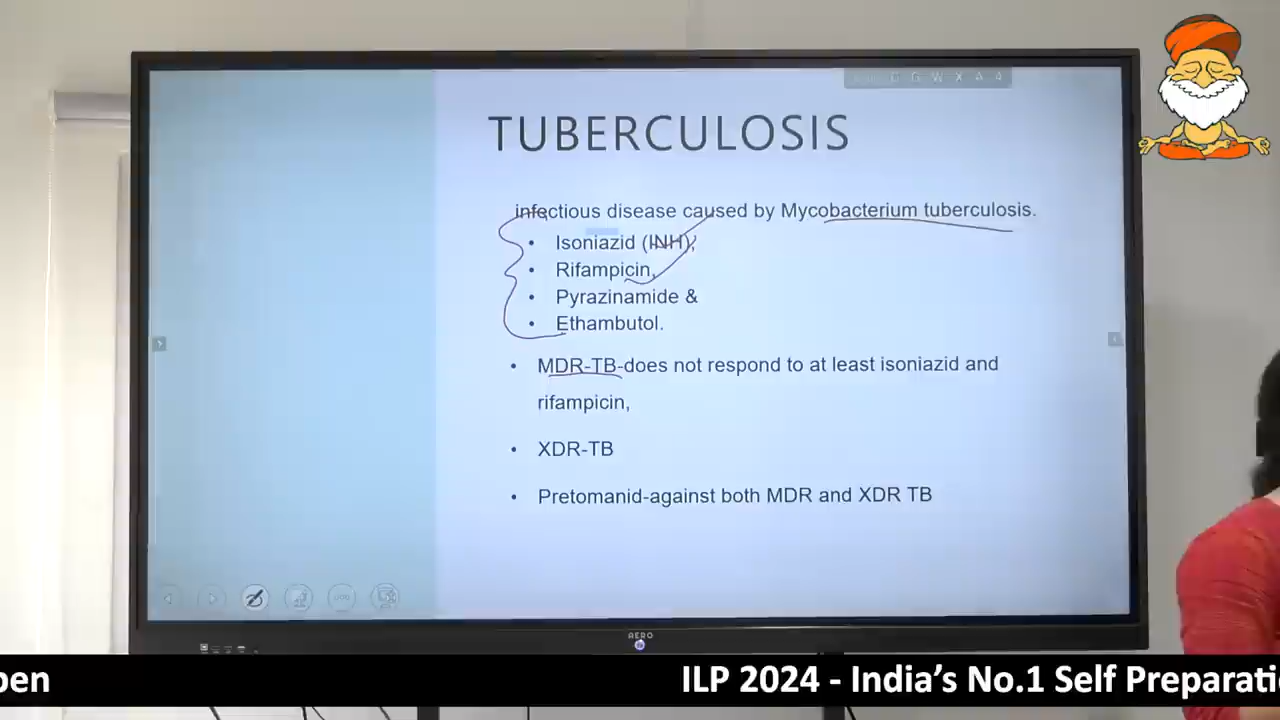 TUBERCULOSIS
infectious disease caused by Mycobacterium tuberculosis.
• Isoniazid (INH),
• Rifampicin,
• Pyrazinamide &
• Ethambutol.
• MDR-TB-does not respond to at least isoniazid and
rifampicin,
• XDR-TB
• Pretomanid-against both MDR and XDR TB
AERO
pen ILP 2024 - India’s No.1 Self Preparati